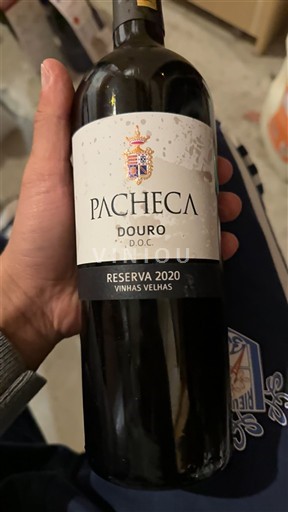 PACHECA
DOURO
D.O.C.
VINIOU
RESERVA 2020
VINHAS VELHAS